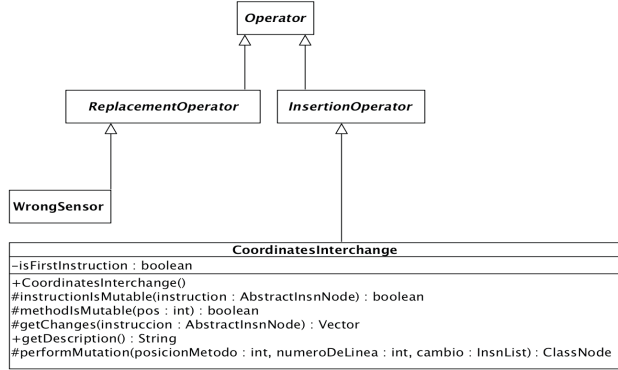 Operator
ReplacementOperator
InsertionOperator
WrongSensor
CoordinatesInterchange
–isFirstInstruction : boolean
+CoordinatesInterchange()
#instructionIsMutable(instruction : AbstractInsnNode) : boolean
#methodIsMutable(pos : int) : boolean
#getChanges(instruccion : AbstractInsnNode) : Vector
+getDescription() : String
#performMutation(posicionMetodo : int, numeroDeLinea : int, cambio : InsnList) : ClassNode